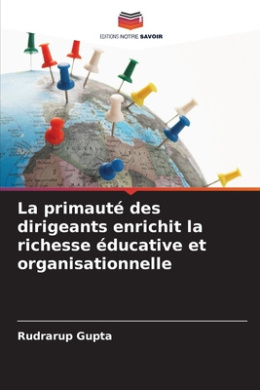 EDITIONS NOTRE SAVOIR
La primauté des
dirigeants enrichit la
richesse éducative et
organisationnelle
Rudrarup Gupta